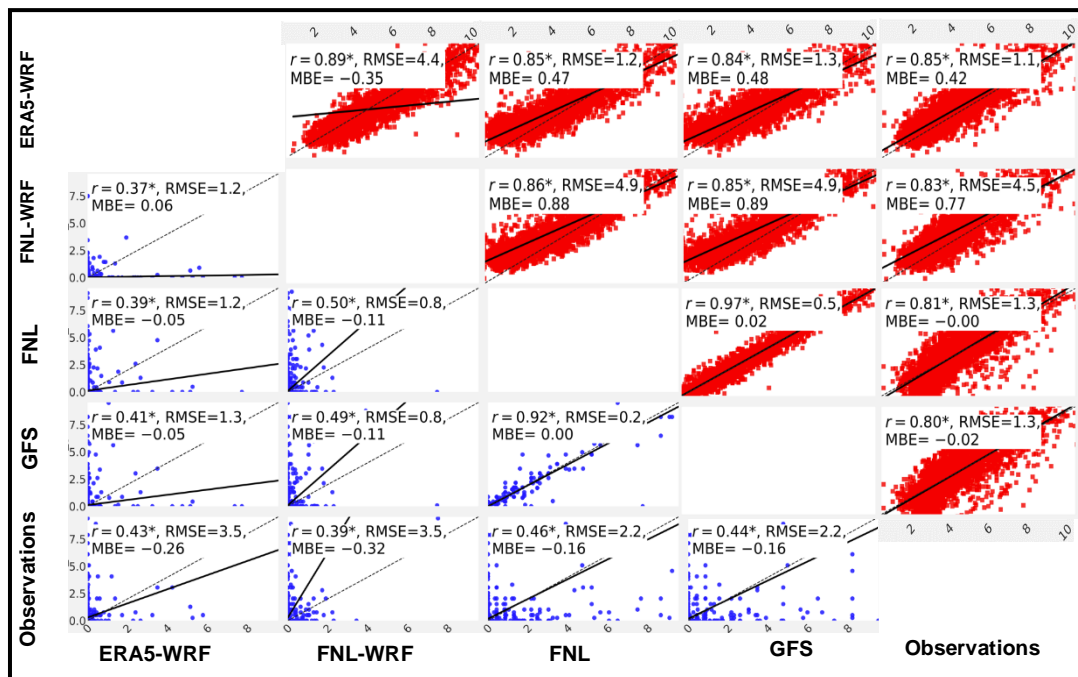 2 4 6 8 10 2 4 6 8 10 2 4 6 8 10 2 4 6 8 10
ERA5-WRF
r = 0.89*, RMSE=4.4,
MBE= −0.35
r = 0.85*, RMSE=1.2,
MBE= 0.47
r = 0.84*, RMSE=1.3,
MBE= 0.48
r = 0.85*, RMSE=1.1,
MBE= 0.42
FNL-WRF
7.5
5.0
2.5
0.0
r = 0.37*, RMSE=1.2,
MBE= 0.06
r = 0.86*, RMSE=4.9,
MBE= 0.88
r = 0.85*, RMSE=4.9,
MBE= 0.89
r = 0.83*, RMSE=4.5,
MBE= 0.77
FNL
7.5
5.0
2.5
0.0
r = 0.39*, RMSE=1.2,
MBE= −0.05
r = 0.50*, RMSE=0.8,
MBE= −0.11
r = 0.97*, RMSE=0.5,
MBE= 0.02
r = 0.81*, RMSE=1.3,
MBE= −0.00
GFS
7.5
5.0
2.5
0.0
r = 0.41*, RMSE=1.3,
MBE= −0.05
r = 0.49*, RMSE=0.8,
MBE= −0.11
r = 0.92*, RMSE=0.2,
MBE= 0.00
r = 0.80*, RMSE=1.3,
MBE= −0.02
2 4 6 8 10
Observations
7.5
5.0
2.5
0.0
r = 0.43*, RMSE=3.5,
MBE= −0.26
r = 0.39*, RMSE=3.5,
MBE= −0.32
r = 0.46*, RMSE=2.2,
MBE= −0.16
r = 0.44*, RMSE=2.2,
MBE= −0.16
0 2 4 6 8 0 2 4 6 8 0 2 4 6 8 0 2 4 6 8
ERA5-WRF FNL-WRF FNL GFS Observations